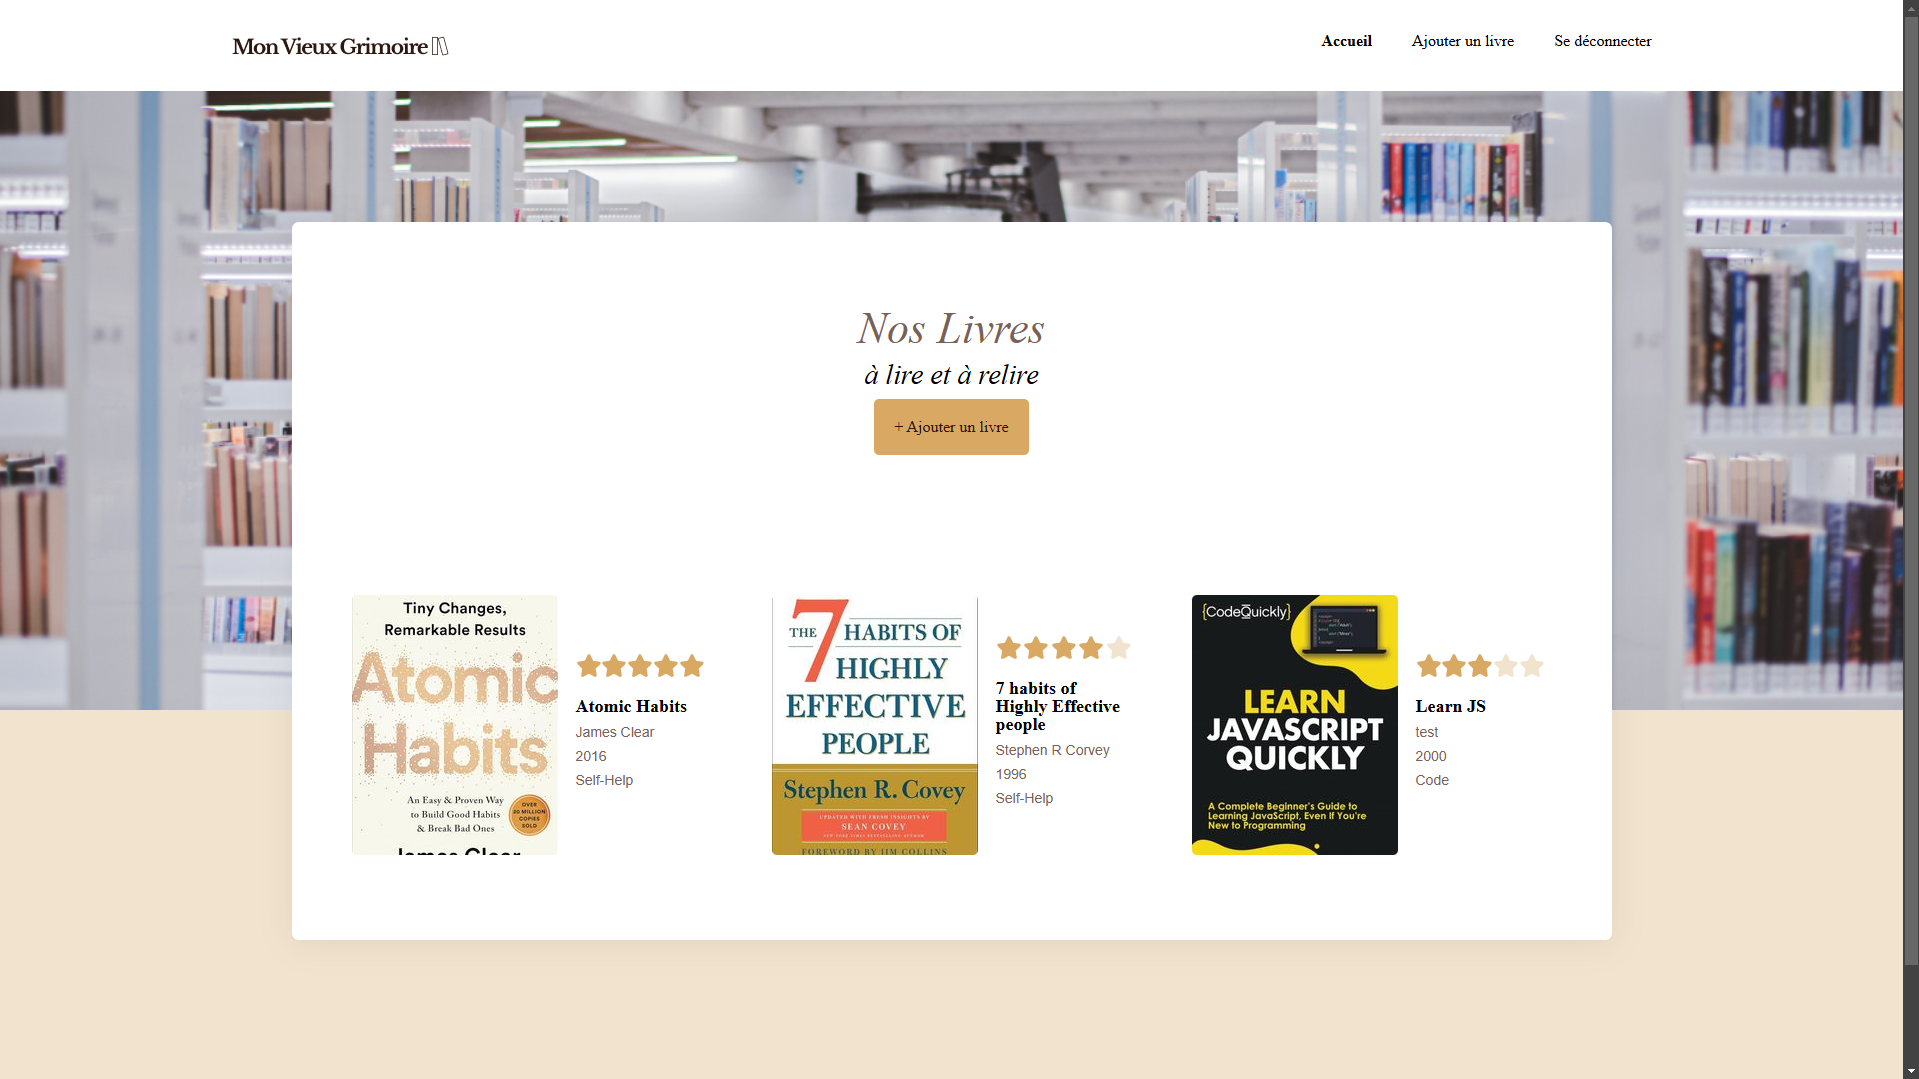 Mon Vieux Grimoire
Accueil
Ajouter un livre
Se déconnecter
Nos Livres
à lire et à relire
+ Ajouter un livre
Tiny Changes,
Remarkable Results
Atomic
Habits
An Easy & Proven Way
to Build Good Habits
& Break Bad Ones
OVER
20 MILLION
COPIES
SOLD
James Clear
Atomic Habits
James Clear
2016
Self-Help
THE 7 HABITS OF
HIGHLY
EFFECTIVE
PEOPLE
Stephen R. Covey
UPDATED WITH FRESH INSIGHTS BY
SEAN COVEY
NEW YORK TIMES BESTSELLING AUTHOR
FOREWORD BY JIM COLLINS
7 habits of
Highly Effective
people
Stephen R Corvey
1996
Self-Help
{CodeQuickly}
LEARN
JAVASCRIPT
QUICKLY
A Complete Beginner's Guide to
Learning JavaScript, Even If You're
New to Programming
Learn JS
test
2000
Code